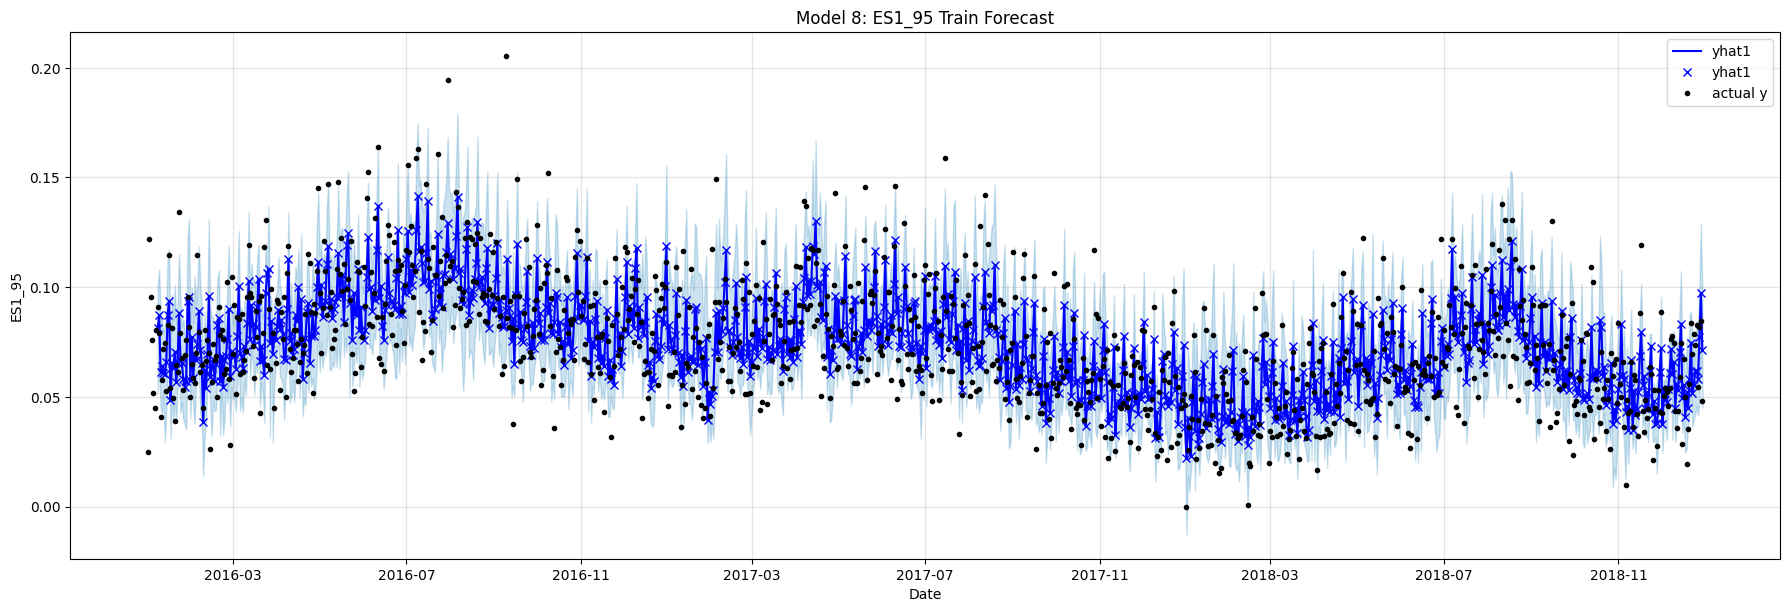 Model 8: ES1_95 Train Forecast
yhat1
yhat1
actual y
ES1_95
0.20
0.15
0.10
0.05
0.00
2016-03 2016-07 2016-11 2017-03 2017-07 2017-11 2018-03 2018-07 2018-11
Date